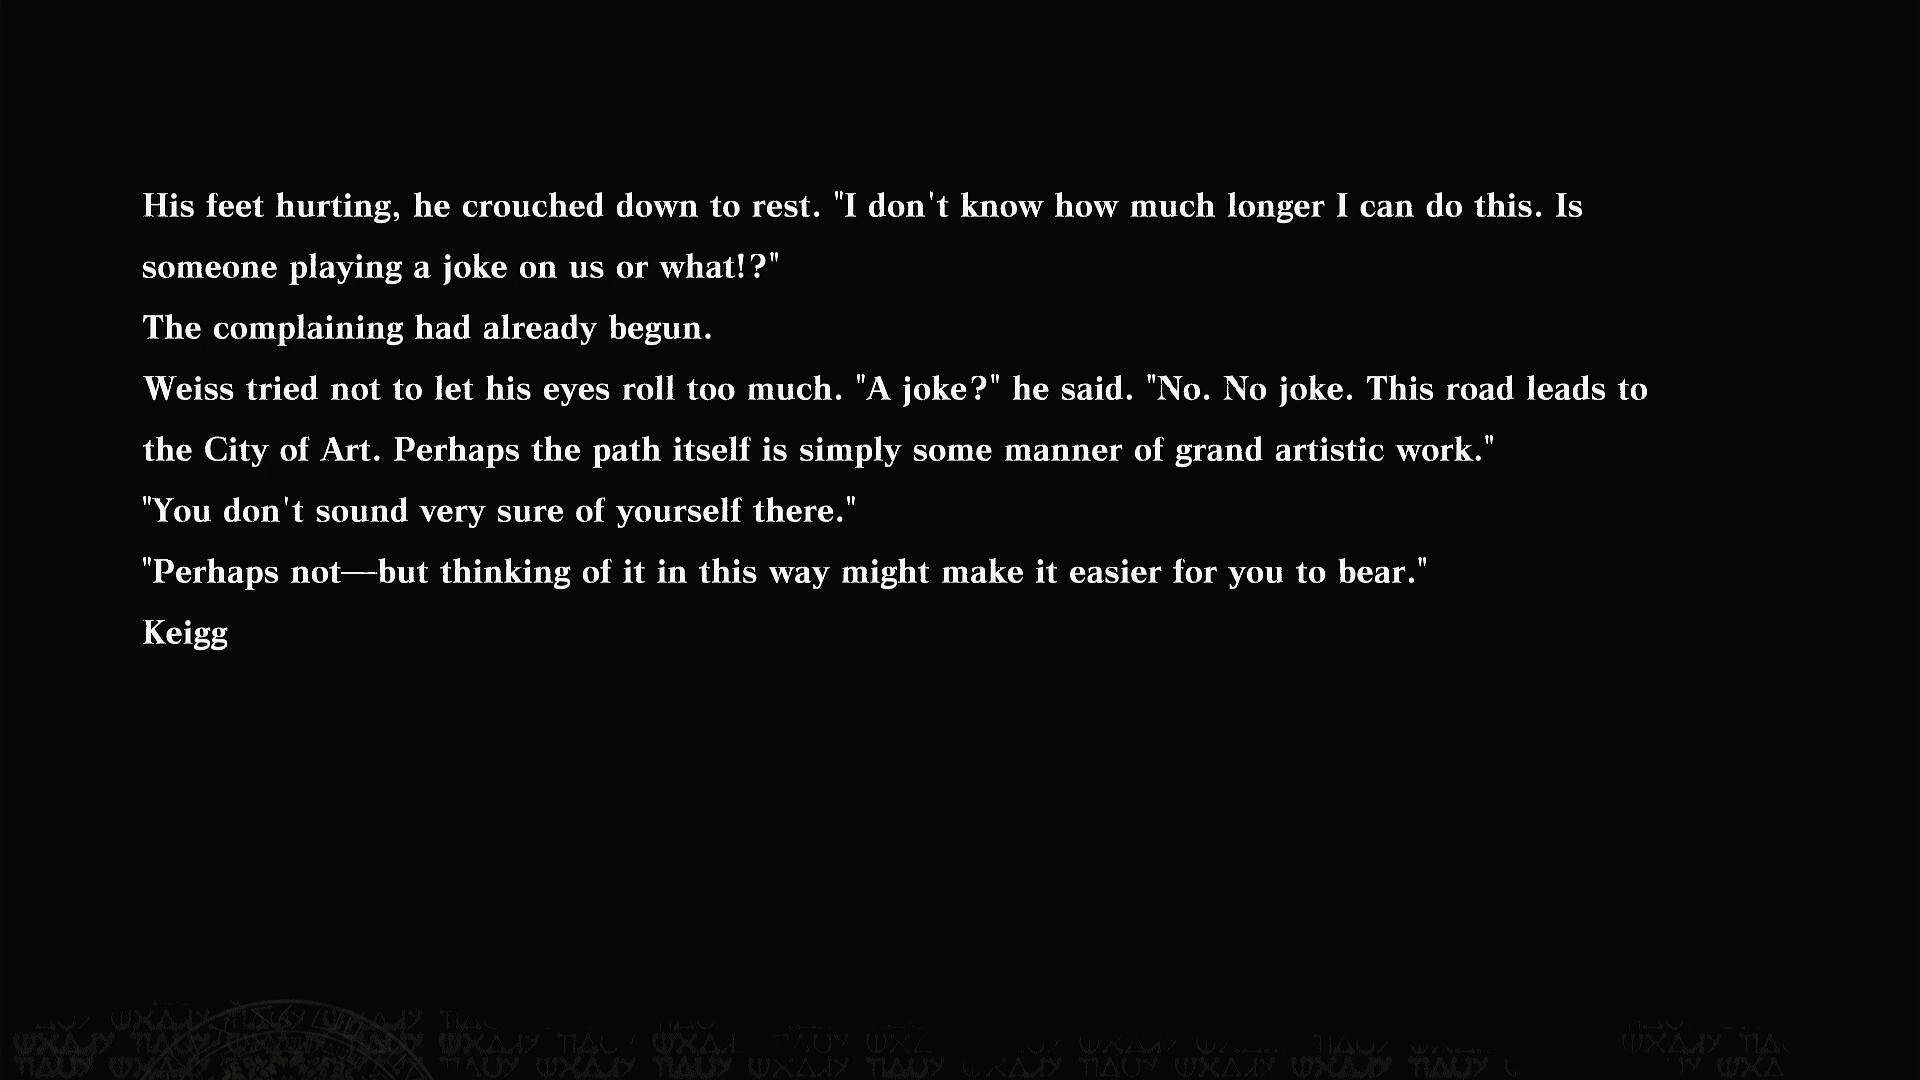 His feet hurting, he crouched down to rest. "I don't know how much longer I can do this. Is
someone playing a joke on us or what!?"
The complaining had already begun.
Weiss tried not to let his eyes roll too much. "A joke?" he said. "No. No joke. This road leads to
the City of Art. Perhaps the path itself is simply some manner of grand artistic work."
"You don't sound very sure of yourself there."
"Perhaps not—but thinking of it in this way might make it easier for you to bear."
Keigg